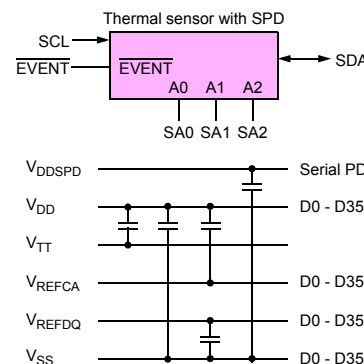 Thermal sensor with SPD
SCL
EVENT EVENT SDA
A0 A1 A2
SA0 SA1 SA2
VDDSPD Serial PD
VDD D0 - D35
VTT
VREFCA D0 - D35
VREFDQ D0 - D35
VSS D0 - D35